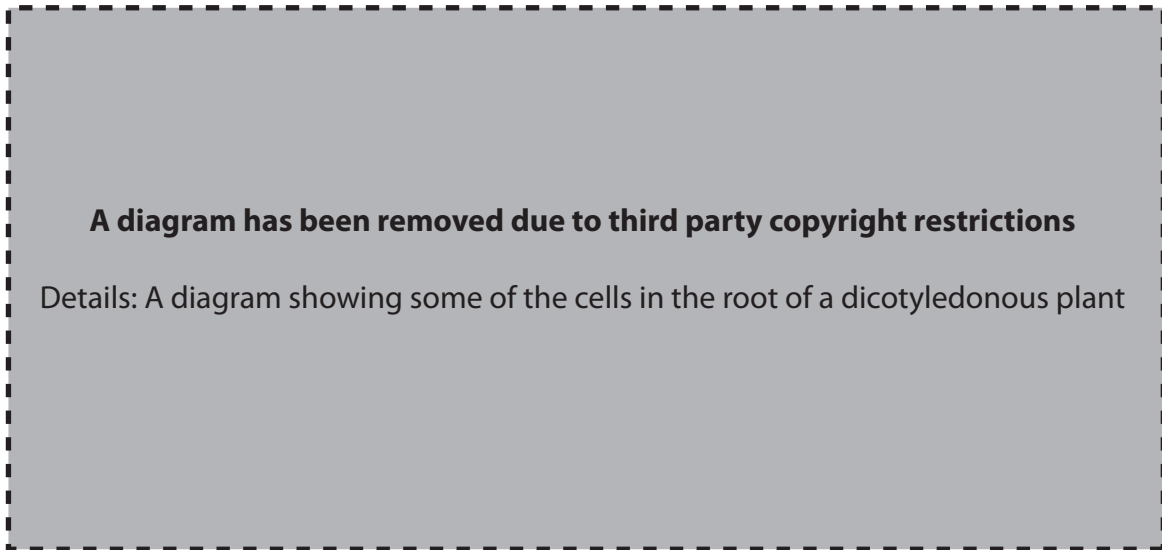 A diagram has been removed due to third party copyright restrictions
Details: A diagram showing some of the cells in the root of a dicotyledonous plant